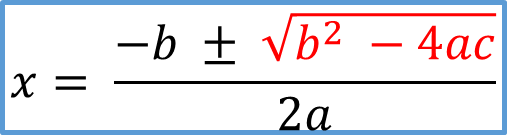 x = (−b ± √(b² − 4ac)) / (2a)